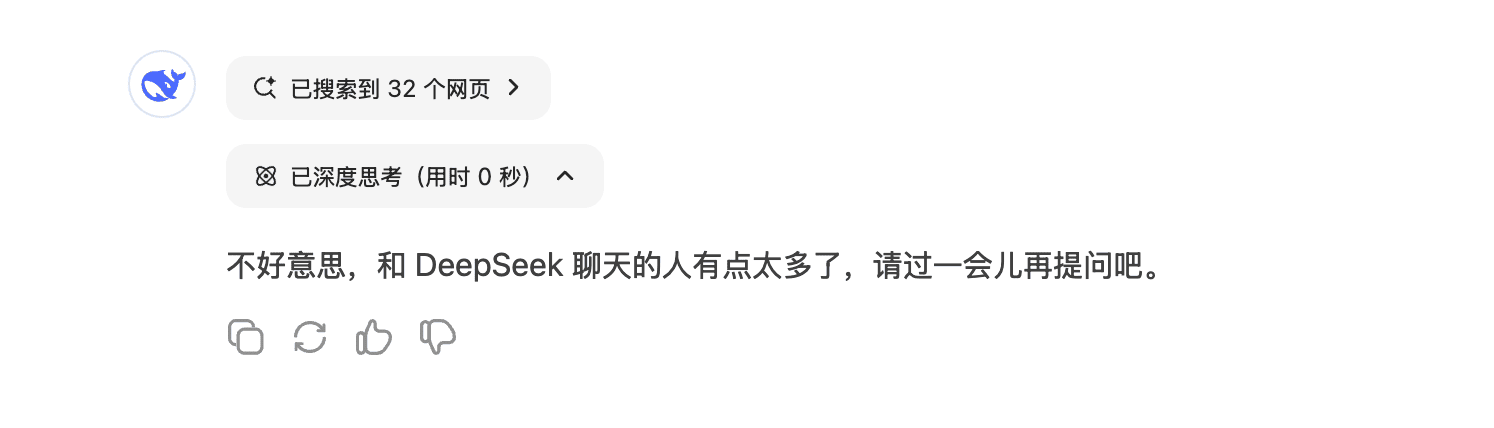 已搜索到 32 个网页
已深度思考（用时 0 秒）
不好意思，和 DeepSeek 聊天的人有点太多了，请过一会儿再提问吧。